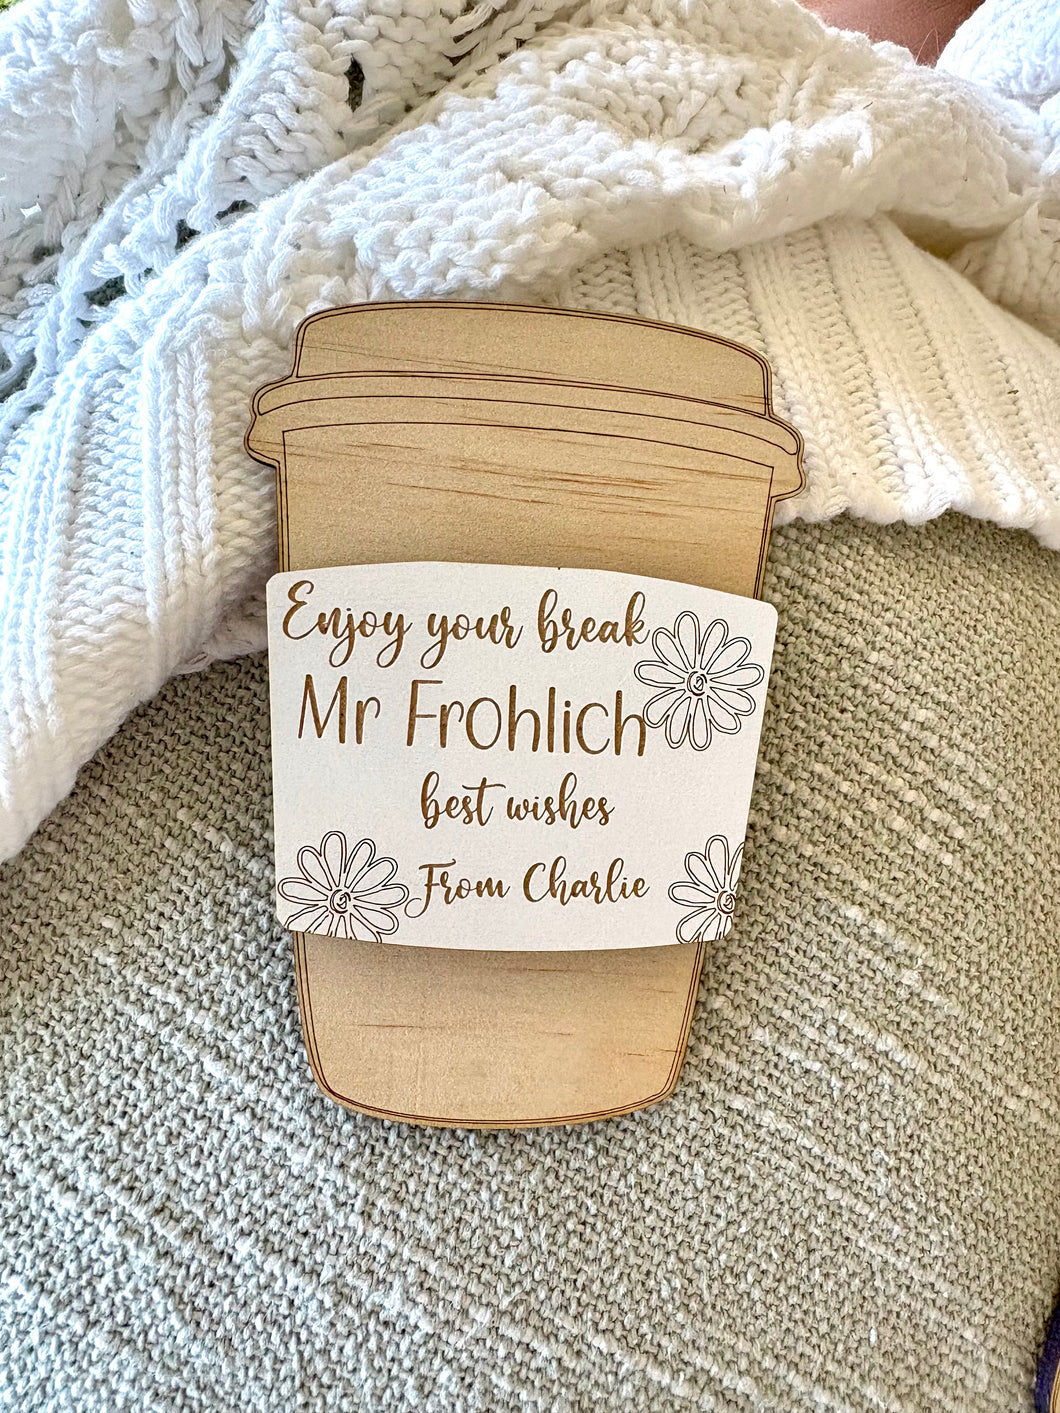 Enjoy your break
Mr Frohlich
best wishes
From Charlie